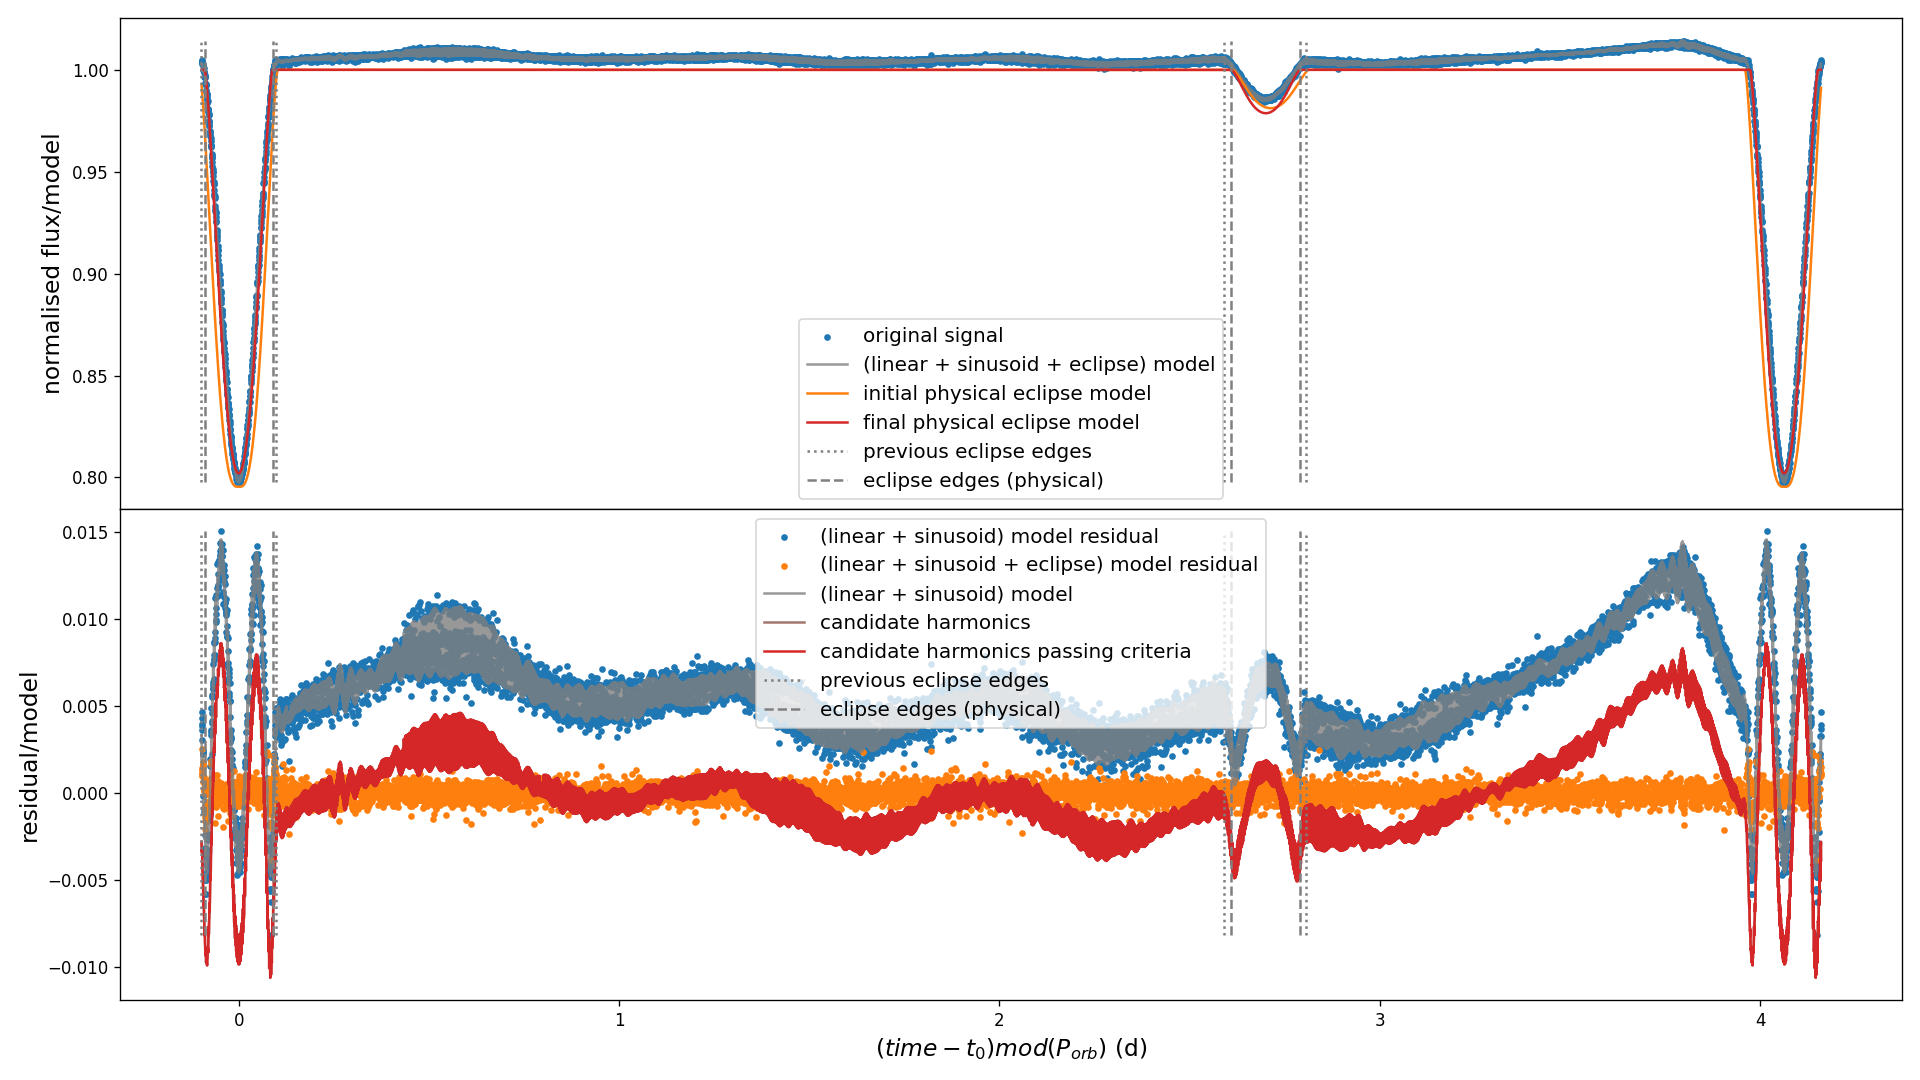 1.00
0.95
0.90
0.85
0.80
normalised flux/model
original signal
(linear + sinusoid + eclipse) model
initial physical eclipse model
final physical eclipse model
previous eclipse edges
eclipse edges (physical)
0.015
0.010
0.005
0.000
−0.005
−0.010
residual/model
(linear + sinusoid) model residual
(linear + sinusoid + eclipse) model residual
(linear + sinusoid) model
candidate harmonics
candidate harmonics passing criteria
previous eclipse edges
eclipse edges (physical)
0 1 2 3 4
(time − t₀)mod(P_orb) (d)